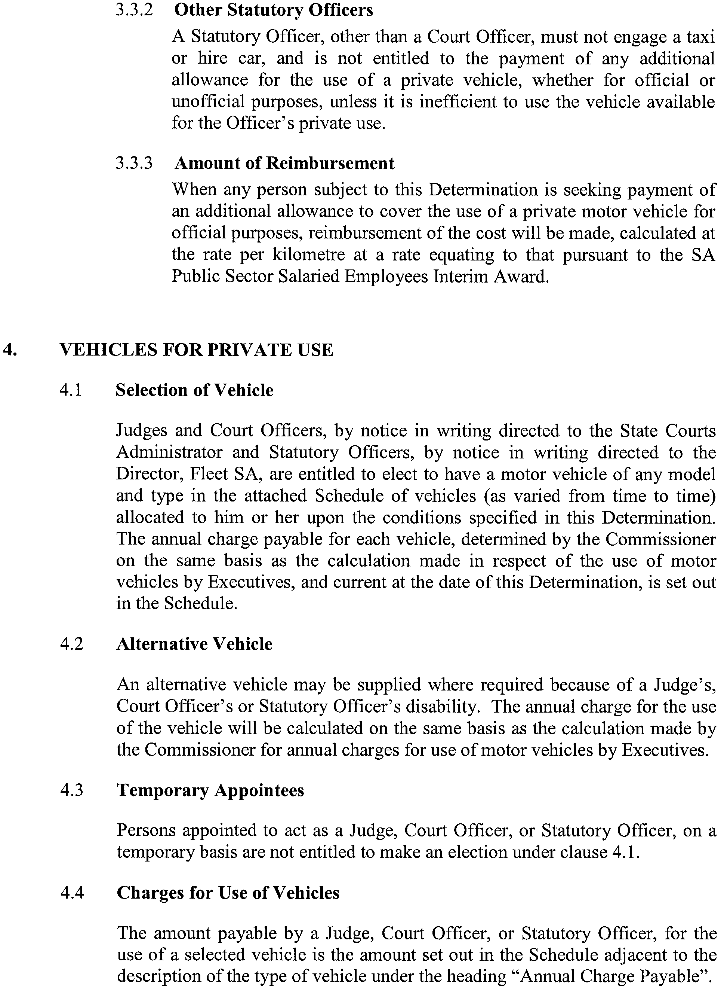 3.3.2 Other Statutory Officers
A Statutory Officer, other than a Court Officer, must not engage a taxi
or hire car, and is not entitled to the payment of any additional
allowance for the use of a private vehicle, whether for official or
unofficial purposes, unless it is inefficient to use the vehicle available
for the Officer’s private use.
3.3.3 Amount of Reimbursement
When any person subject to this Determination is seeking payment of
an additional allowance to cover the use of a private motor vehicle for
official purposes, reimbursement of the cost will be made, calculated at
the rate per kilometre at a rate equating to that pursuant to the SA
Public Sector Salaried Employees Interim Award.
4. VEHICLES FOR PRIVATE USE
4.1 Selection of Vehicle
Judges and Court Officers, by notice in writing directed to the State Courts
Administrator and Statutory Officers, by notice in writing directed to the
Director, Fleet SA, are entitled to elect to have a motor vehicle of any model
and type in the attached Schedule of vehicles (as varied from time to time)
allocated to him or her upon the conditions specified in this Determination.
The annual charge payable for each vehicle, determined by the Commissioner
on the same basis as the calculation made in respect of the use of motor
vehicles by Executives, and current at the date of this Determination, is set out
in the Schedule.
4.2 Alternative Vehicle
An alternative vehicle may be supplied where required because of a Judge’s,
Court Officer’s or Statutory Officer’s disability. The annual charge for the use
of the vehicle will be calculated on the same basis as the calculation made by
the Commissioner for annual charges for use of motor vehicles by Executives.
4.3 Temporary Appointees
Persons appointed to act as a Judge, Court Officer, or Statutory Officer, on a
temporary basis are not entitled to make an election under clause 4.1.
4.4 Charges for Use of Vehicles
The amount payable by a Judge, Court Officer, or Statutory Officer, for the
use of a selected vehicle is the amount set out in the Schedule adjacent to the
description of the type of vehicle under the heading “Annual Charge Payable”.